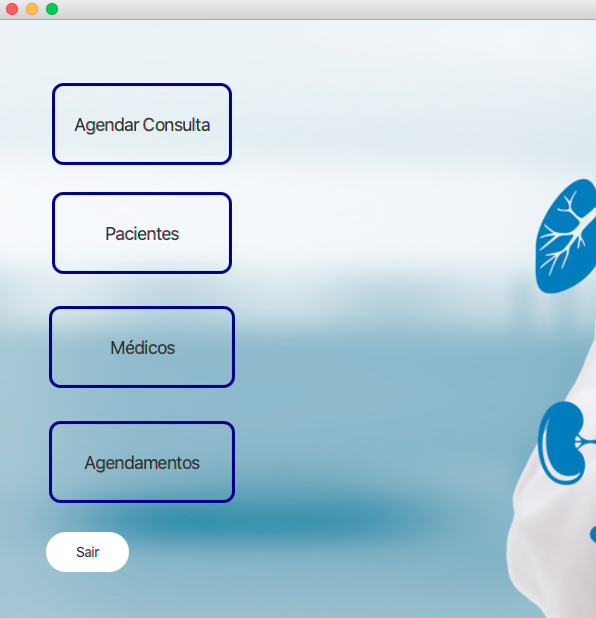 Agendar Consulta
Pacientes
Médicos
Agendamentos
Sair